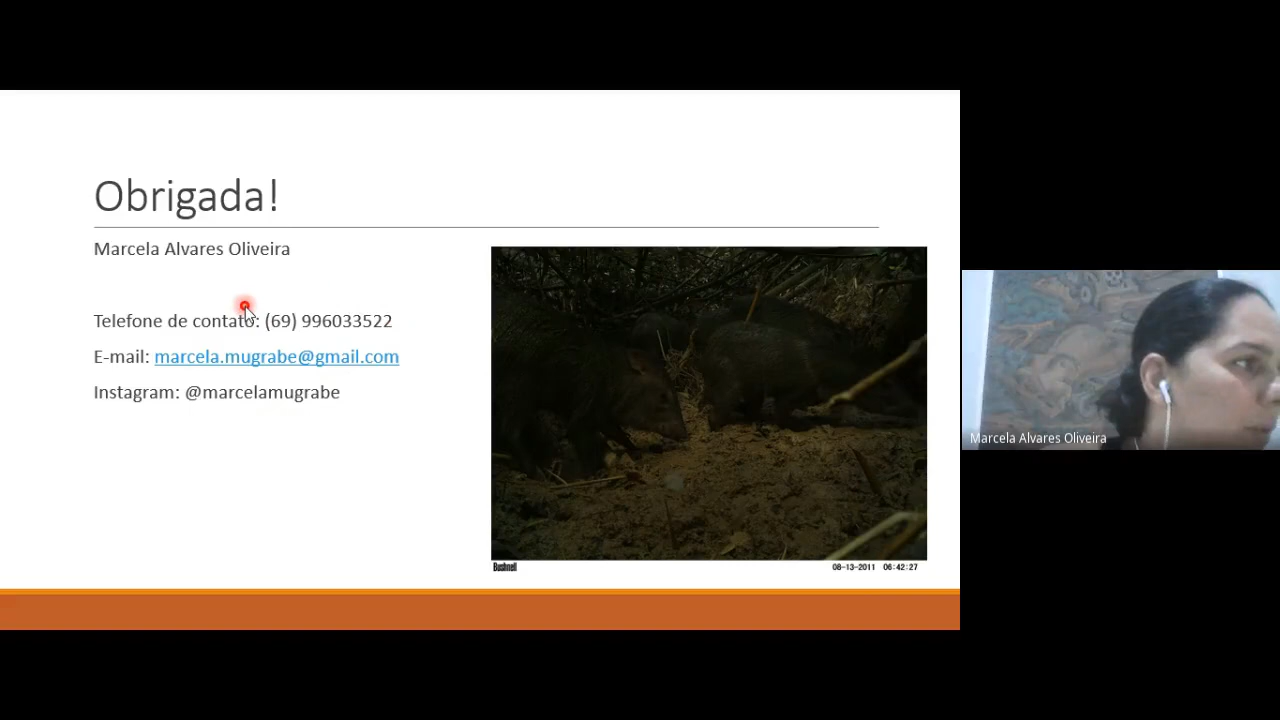 Obrigada!
Marcela Alvares Oliveira
Telefone de contato: (69) 996033522
E-mail: marcela.mugrabe@gmail.com
Instagram: @marcelamugrabe
Bushnell
08-13-2011 06:42:27
Marcela Alvares Oliveira